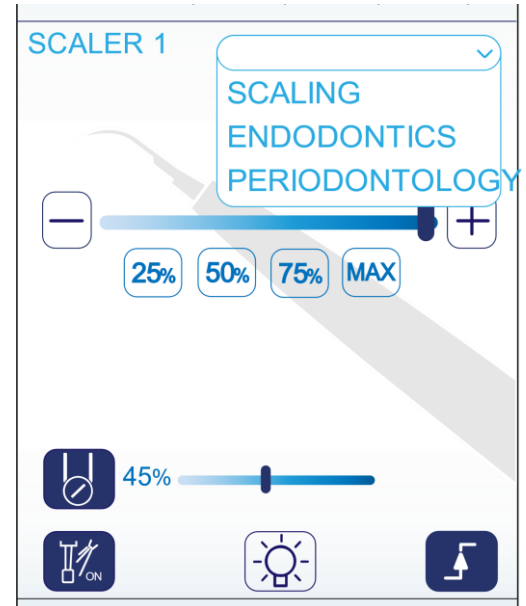 SCALER 1
SCALING
ENDODONTICS
PERIODONTOLOGY
25% 50% 75% MAX
45%
ON